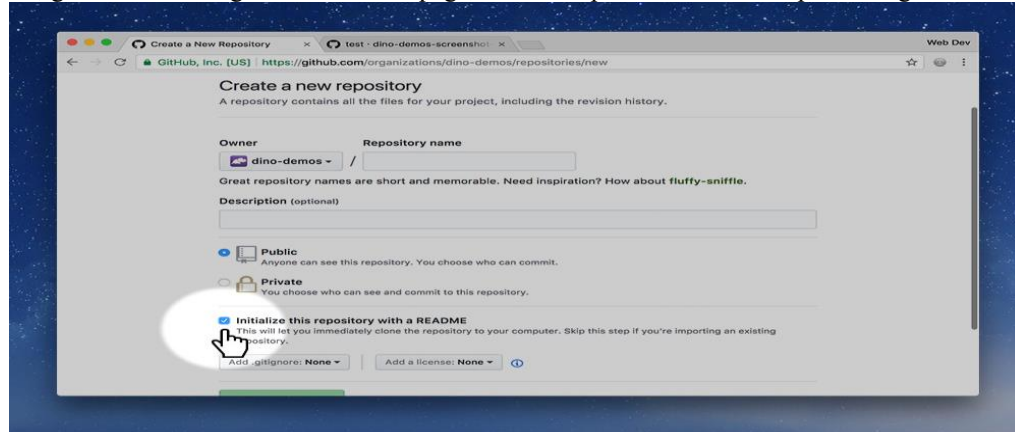 Create a New Repository
test · dino-demos-screenshot
Web Dev
GitHub, Inc. [US] https://github.com/organizations/dino-demos/repositories/new
Create a new repository
A repository contains all the files for your project, including the revision history.
Owner Repository name
dino-demos /
Great repository names are short and memorable. Need inspiration? How about fluffy-sniffle.
Description (optional)
Public
Anyone can see this repository. You choose who can commit.
Private
You choose who can see and commit to this repository.
Initialize this repository with a README
This will let you immediately clone the repository to your computer. Skip this step if you're importing an existing
repository.
Add .gitignore: None
Add a license: None